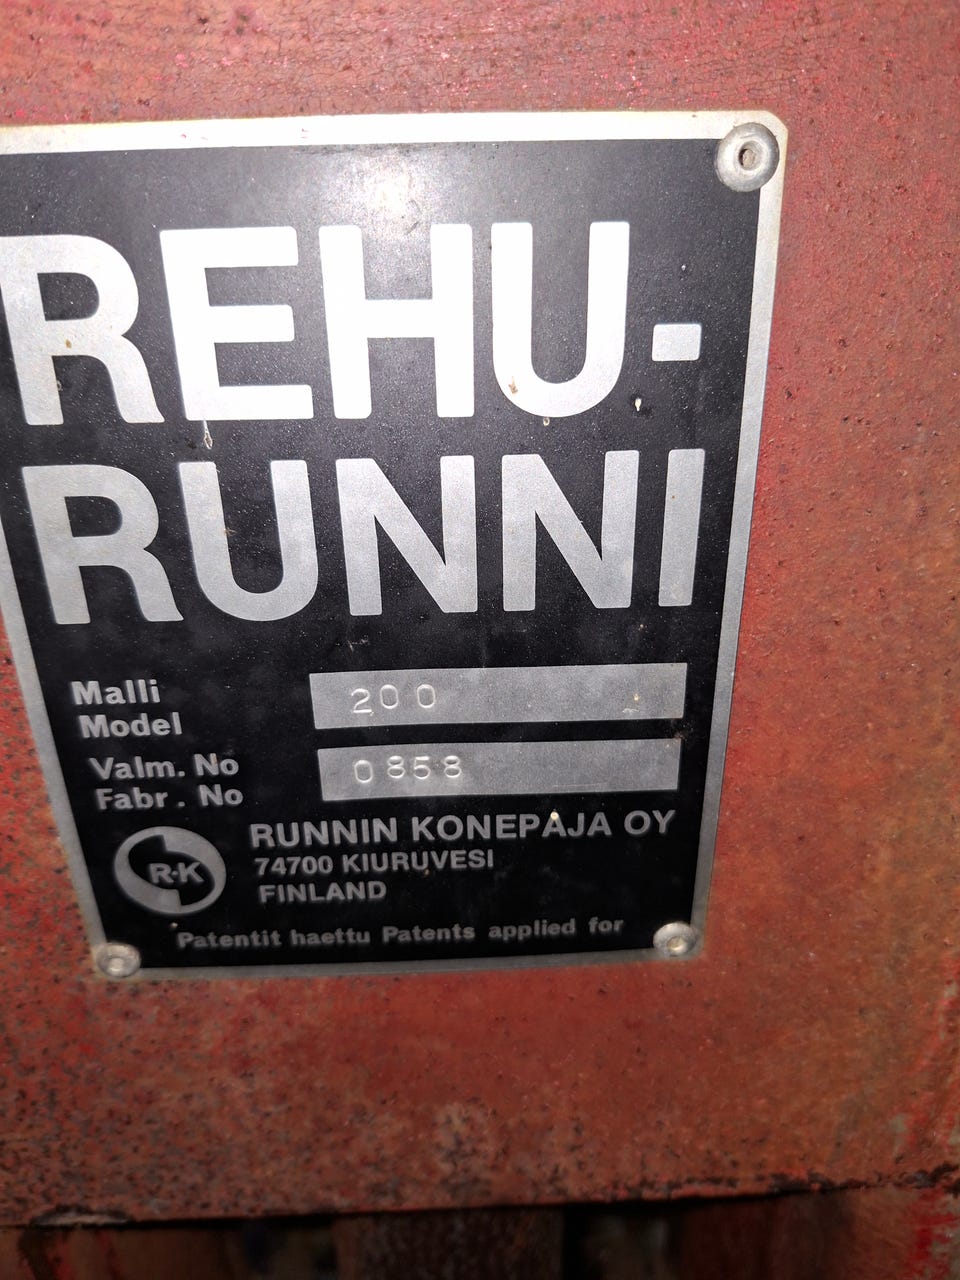 REHU-
RUNNI
Malli
Model
200
Valm. No
Fabr. No
0858
R·K
RUNNIN KONEPAJA OY
74700 KIURUVESI
FINLAND
Patentit haettu Patents applied for